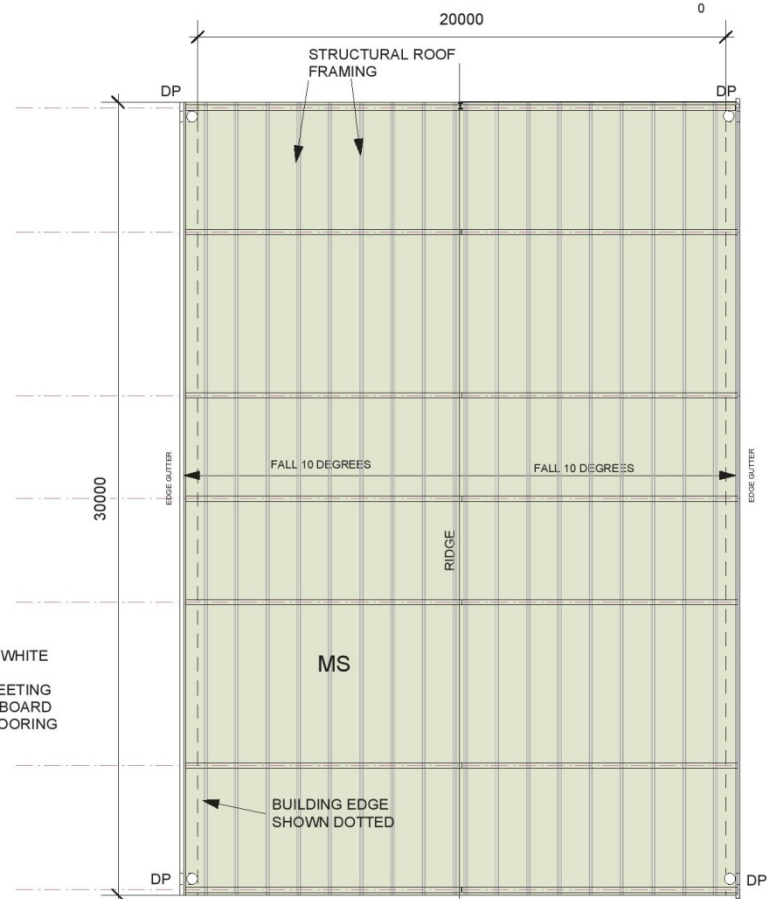 0
20000
STRUCTURAL ROOF
FRAMING
DP
DP
EDGE GUTTER
FALL 10 DEGREES
FALL 10 DEGREES
EDGE GUTTER
30000
RIDGE
WHITE
MS
EETING
BOARD
OORING
BUILDING EDGE
SHOWN DOTTED
DP
DP